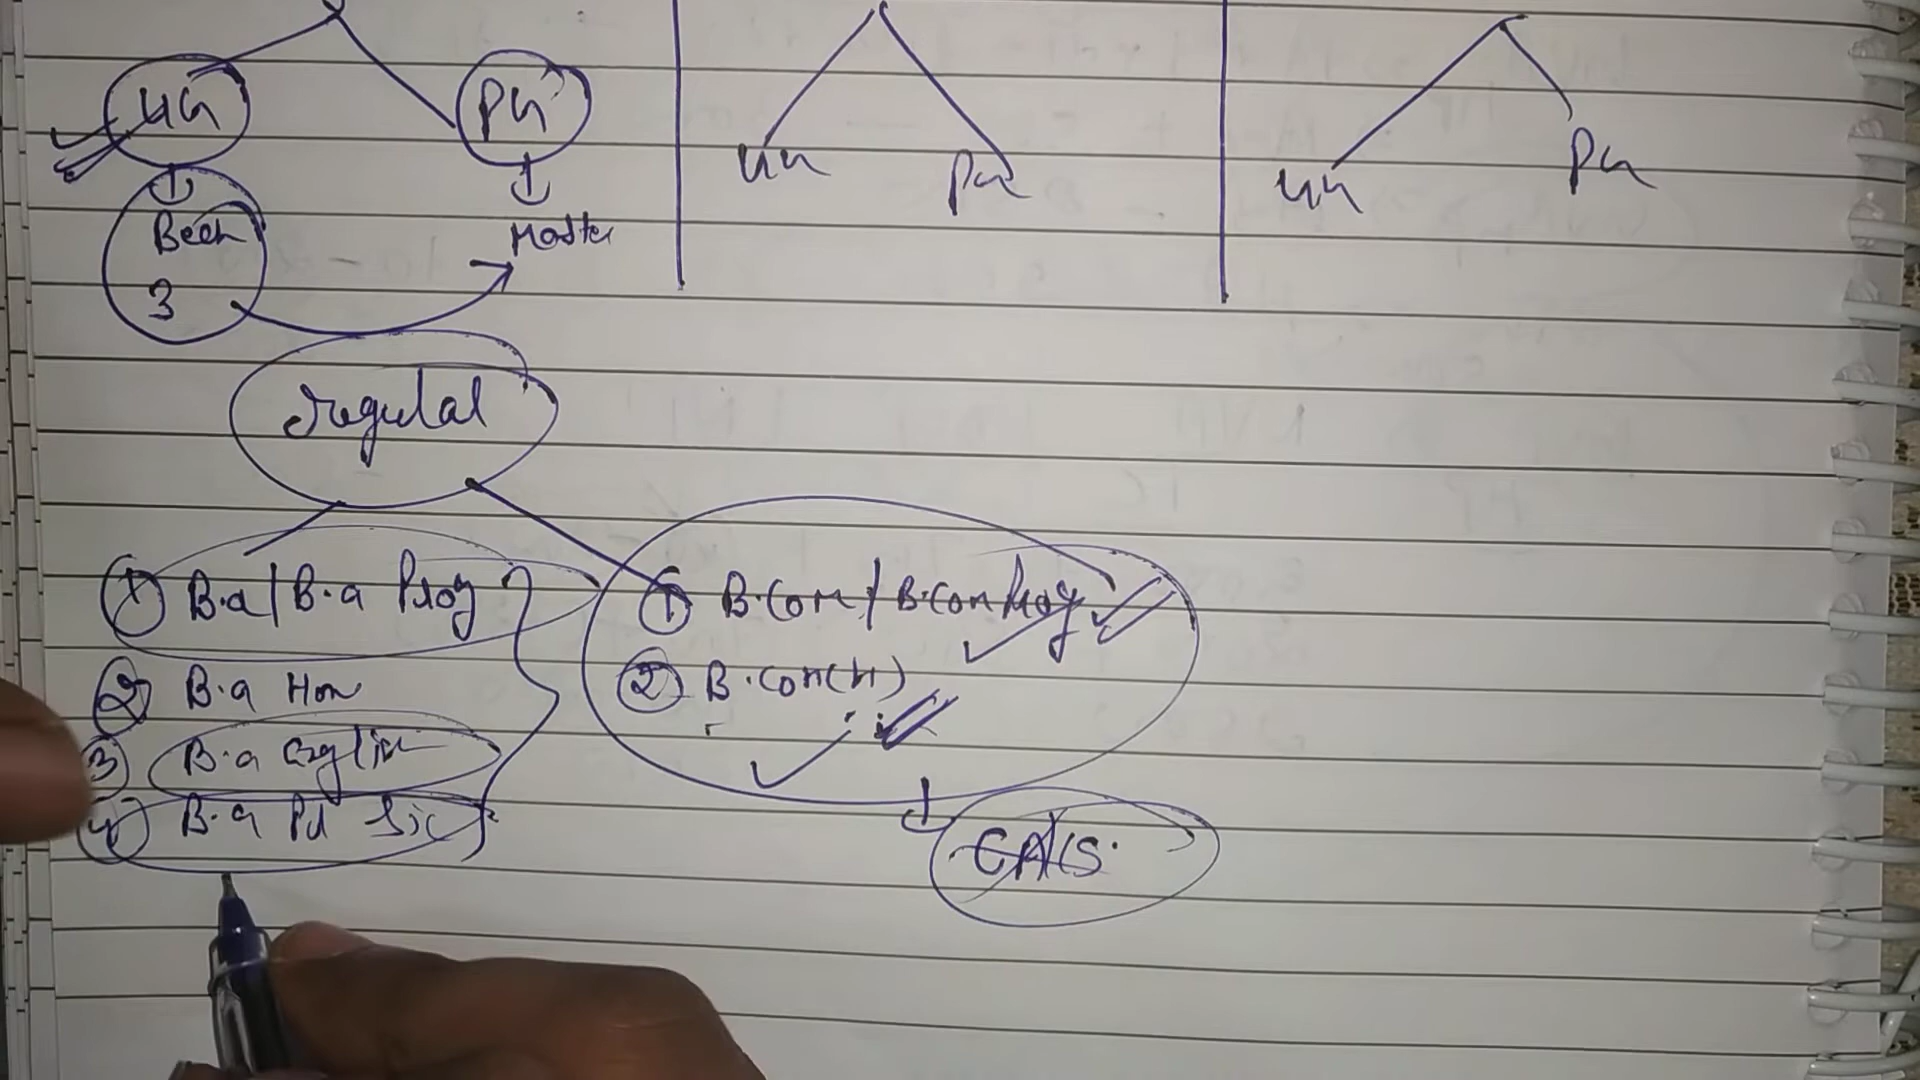 UG PG UG PG UG PG
Bech Master
3
regular
1 B.a/B.a Prog
2 B.a Hon
3 B.a English
4 B.a Pol Sic
1 B.Com/B.Com Prog
2 B.Com(H)
CA/CS.